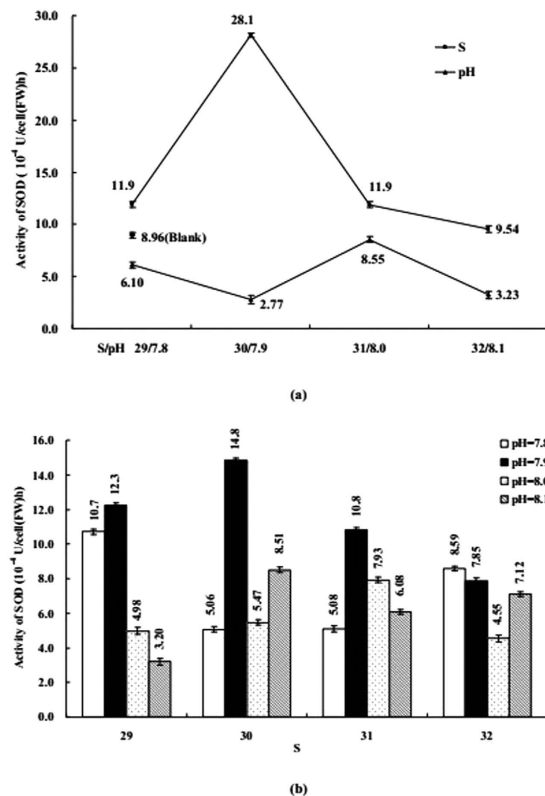 28.1
30.0
S
pH
25.0
20.0
15.0
11.9
11.9
10.0
9.54
8.96(Blank)
8.55
6.10
5.0
2.77
3.23
0.0
Activity of SOD ( 10⁻⁴ U/cell(FW)h)
S/pH 29/7.8 30/7.9 31/8.0 32/8.1
(a)
16.0
14.0
12.0
10.0
8.0
6.0
4.0
2.0
0.0
Activity of SOD (10⁻⁴ U/cell(FW)h)
10.7 12.3 4.98 3.20
5.06 14.8 5.47 8.51
5.08 10.8 7.93 6.08
8.59 7.85 4.55 7.12
29 30 31 32
S
(b)